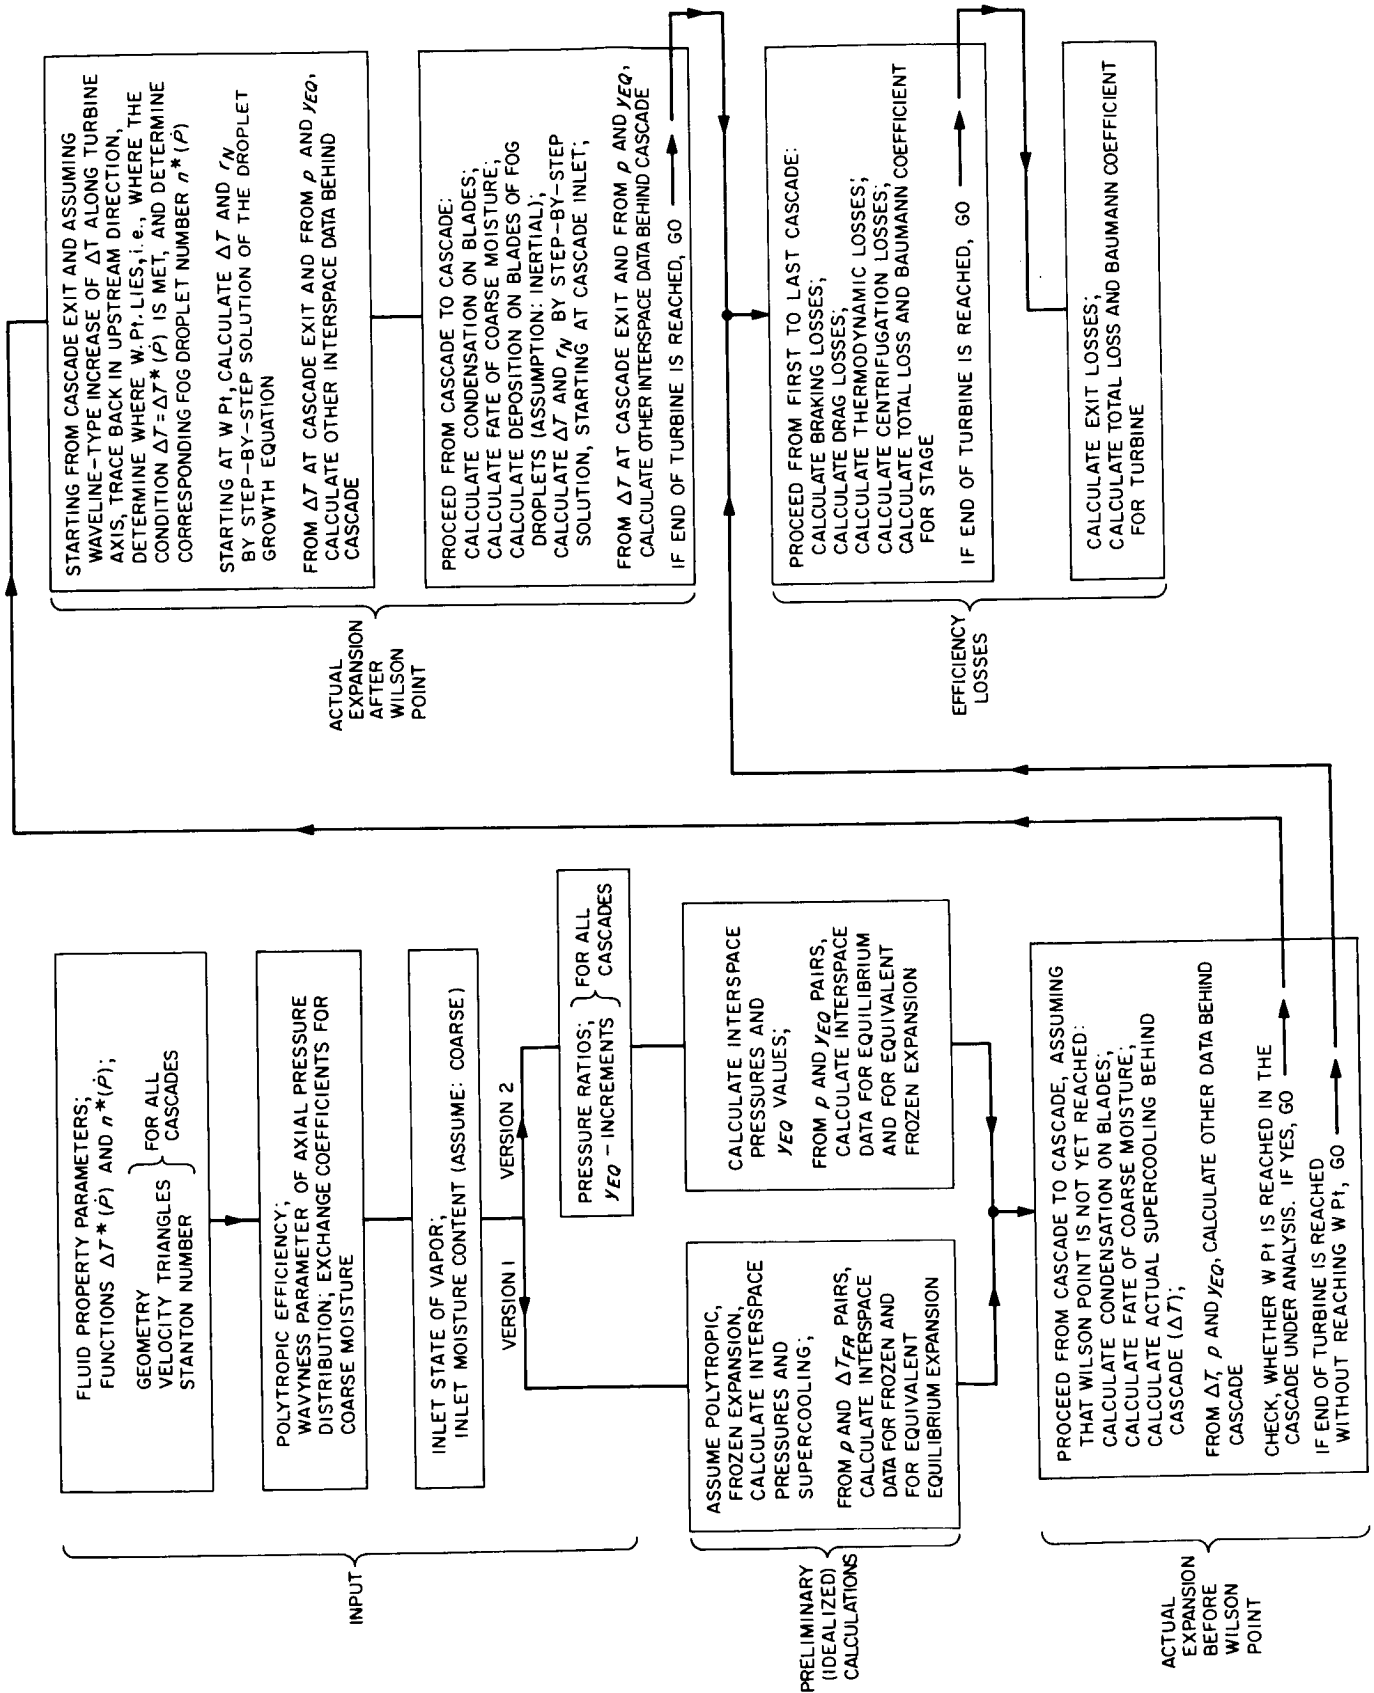 INPUT
FLUID PROPERTY PARAMETERS;
FUNCTIONS ΔT*(Ṗ) AND n*(Ṗ);
GEOMETRY
VELOCITY TRIANGLES
STANTON NUMBER
FOR ALL
CASCADES
POLYTROPIC EFFICIENCY;
WAVYNESS PARAMETER OF AXIAL PRESSURE
DISTRIBUTION; EXCHANGE COEFFICIENTS FOR
COARSE MOISTURE
INLET STATE OF VAPOR;
INLET MOISTURE CONTENT (ASSUME: COARSE)
VERSION 1
VERSION 2
PRESSURE RATIOS;
yEQ - INCREMENTS
FOR ALL
CASCADES
PRELIMINARY
(IDEALIZED)
CALCULATIONS
ASSUME POLYTROPIC,
FROZEN EXPANSION,
CALCULATE INTERSPACE
PRESSURES AND
SUPERCOOLING;
FROM p AND ΔTFR PAIRS,
CALCULATE INTERSPACE
DATA FOR FROZEN AND
FOR EQUIVALENT
EQUILIBRIUM EXPANSION
CALCULATE INTERSPACE
PRESSURES AND
yEQ VALUES;
FROM p AND yEQ PAIRS,
CALCULATE INTERSPACE
DATA FOR EQUILIBRIUM
AND FOR EQUIVALENT
FROZEN EXPANSION
ACTUAL
EXPANSION
BEFORE
WILSON
POINT
PROCEED FROM CASCADE TO CASCADE, ASSUMING
THAT WILSON POINT IS NOT YET REACHED:
CALCULATE CONDENSATION ON BLADES;
CALCULATE FATE OF COARSE MOISTURE;
CALCULATE ACTUAL SUPERCOOLING BEHIND
CASCADE (ΔT);
FROM ΔT, p AND yEQ, CALCULATE OTHER DATA BEHIND
CASCADE
CHECK, WHETHER W Pt IS REACHED IN THE
CASCADE UNDER ANALYSIS. IF YES, GO
IF END OF TURBINE IS REACHED
WITHOUT REACHING W Pt, GO
ACTUAL
EXPANSION
AFTER
WILSON
POINT
STARTING FROM CASCADE EXIT AND ASSUMING
WAVELINE-TYPE INCREASE OF ΔT ALONG TURBINE
AXIS, TRACE BACK IN UPSTREAM DIRECTION,
DETERMINE WHERE W.Pt. LIES, i.e., WHERE THE
CONDITION ΔT = ΔT*(Ṗ) IS MET, AND DETERMINE
CORRESPONDING FOG DROPLET NUMBER n*(Ṗ)
STARTING AT W Pt, CALCULATE ΔT AND rN
BY STEP-BY-STEP SOLUTION OF THE DROPLET
GROWTH EQUATION
FROM ΔT AT CASCADE EXIT AND FROM p AND yEQ,
CALCULATE OTHER INTERSPACE DATA BEHIND
CASCADE
PROCEED FROM CASCADE TO CASCADE:
CALCULATE CONDENSATION ON BLADES;
CALCULATE FATE OF COARSE MOISTURE;
CALCULATE DEPOSITION ON BLADES OF FOG
DROPLETS (ASSUMPTION: INERTIAL);
CALCULATE ΔT AND rN BY STEP-BY-STEP
SOLUTION, STARTING AT CASCADE INLET;
FROM ΔT AT CASCADE EXIT AND FROM p AND yEQ,
CALCULATE OTHER INTERSPACE DATA BEHIND CASCADE
IF END OF TURBINE IS REACHED, GO
EFFICIENCY
LOSSES
PROCEED FROM FIRST TO LAST CASCADE:
CALCULATE BRAKING LOSSES;
CALCULATE DRAG LOSSES;
CALCULATE THERMODYNAMIC LOSSES;
CALCULATE CENTRIFUGATION LOSSES;
CALCULATE TOTAL LOSS AND BAUMANN COEFFICIENT
FOR STAGE
IF END OF TURBINE IS REACHED, GO
CALCULATE EXIT LOSSES;
CALCULATE TOTAL LOSS AND BAUMANN COEFFICIENT
FOR TURBINE